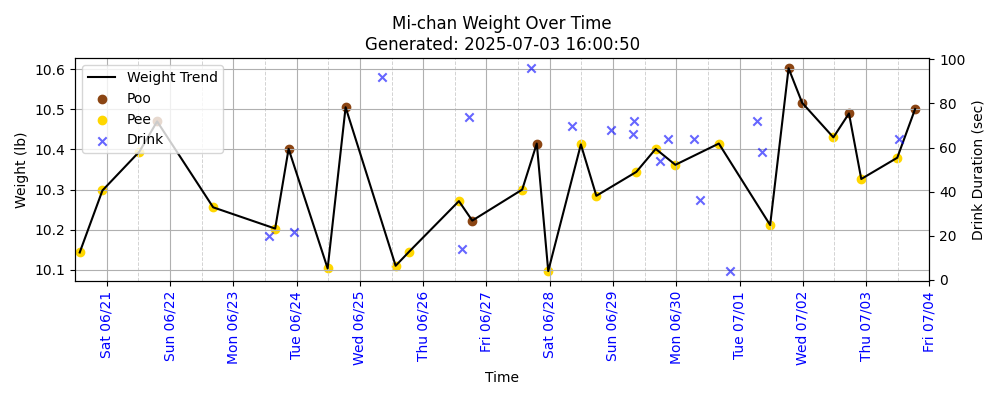 Mi-chan Weight Over Time
Generated: 2025-07-03 16:00:50
Weight (lb)
10.6
10.5
10.4
10.3
10.2
10.1
Weight Trend
Poo
Pee
Drink
100
80
60
40
20
0
Drink Duration (sec)
Sat 06/21
Sun 06/22
Mon 06/23
Tue 06/24
Wed 06/25
Thu 06/26
Fri 06/27
Sat 06/28
Sun 06/29
Mon 06/30
Tue 07/01
Wed 07/02
Thu 07/03
Fri 07/04
Time